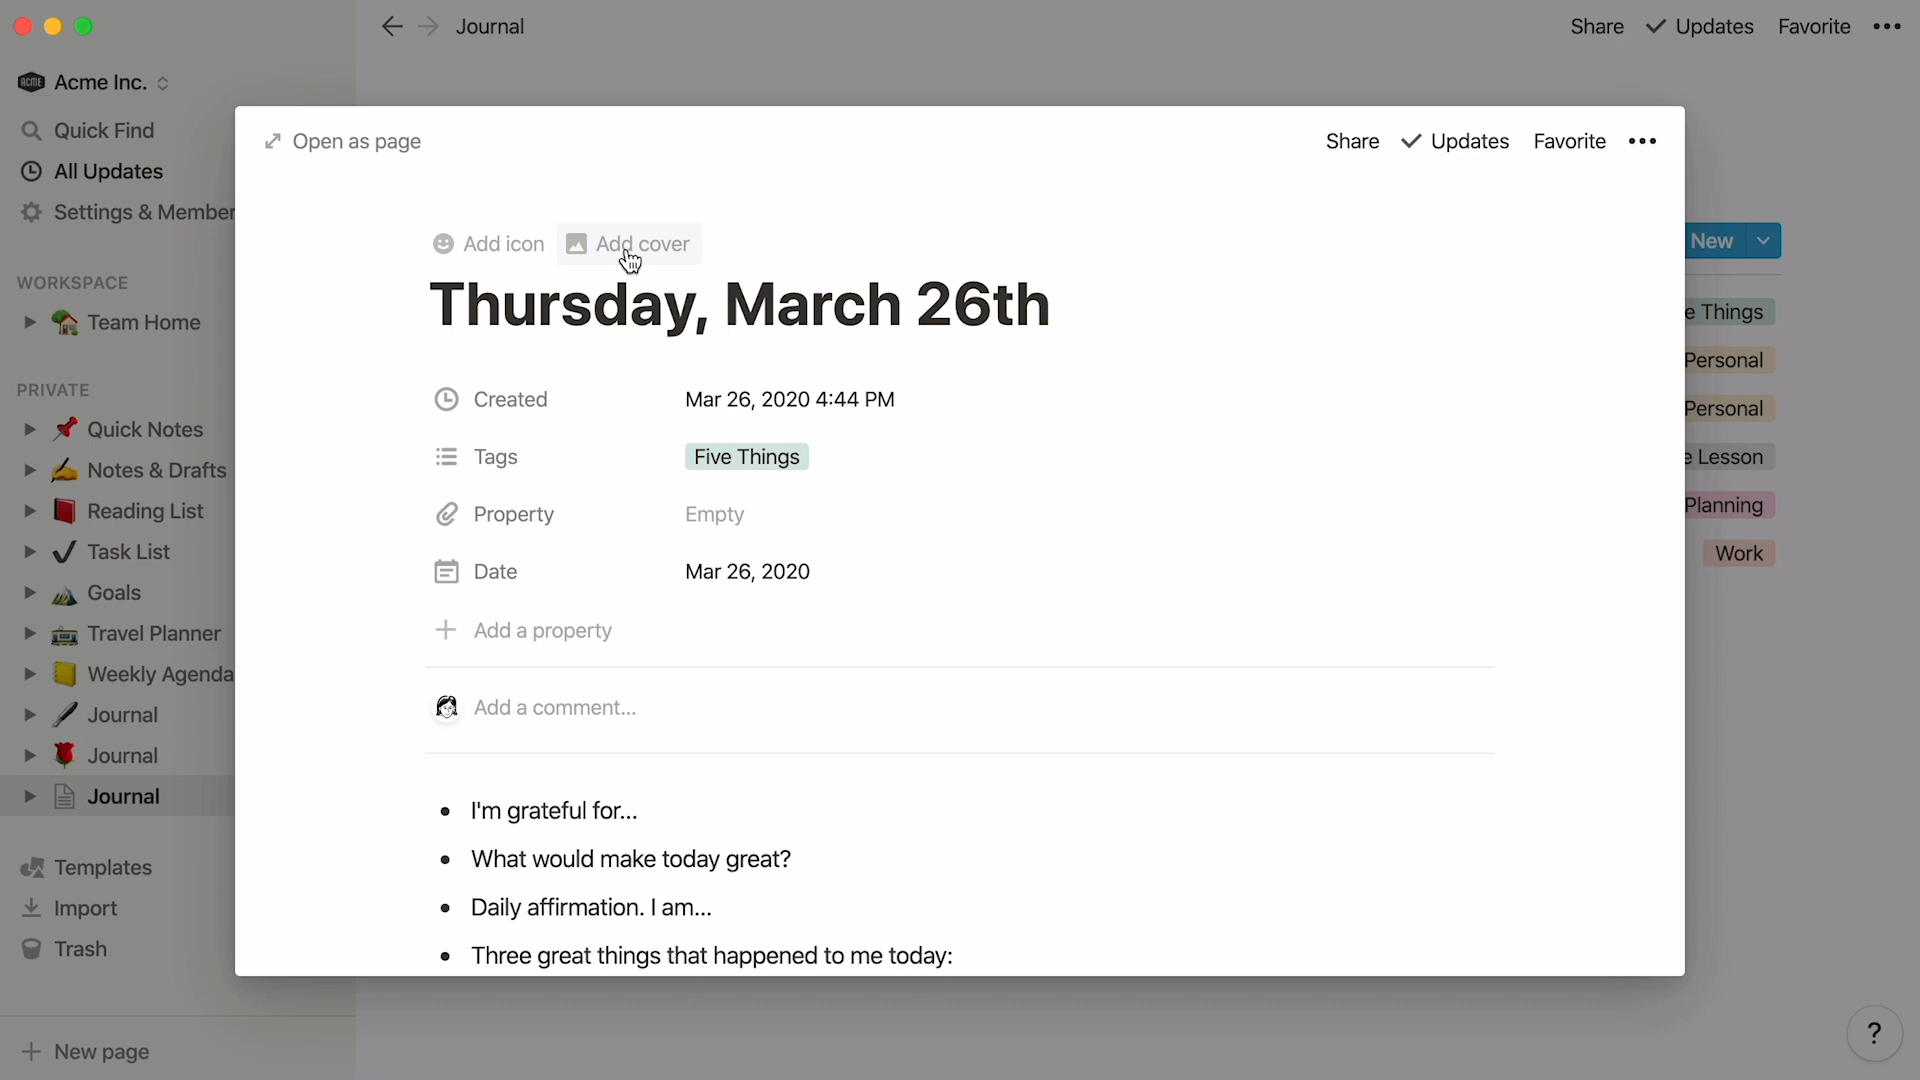 Journal
Share
Updates
Favorite
ACME
Acme Inc.
Quick Find
All Updates
Settings & Member
WORKSPACE
Team Home
PRIVATE
Quick Notes
Notes & Drafts
Reading List
Task List
Goals
Travel Planner
Weekly Agenda
Journal
Journal
Journal
Templates
Import
Trash
New page
Open as page
Share
Updates
Favorite
Add icon
Add cover
Thursday, March 26th
Created
Mar 26, 2020 4:44 PM
Tags
Five Things
Property
Empty
Date
Mar 26, 2020
Add a property
Add a comment...
• I'm grateful for...
• What would make today great?
• Daily affirmation. I am...
• Three great things that happened to me today:
New
e Things
Personal
Personal
e Lesson
Planning
Work
?